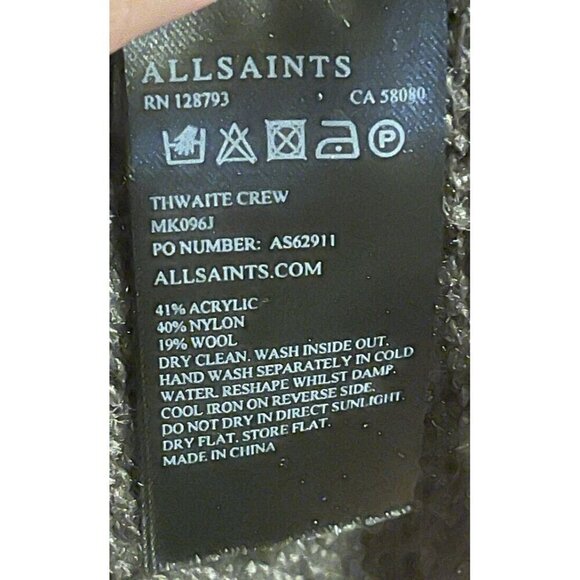 ALLSAINTS
RN 128793 CA 58080
P
THWAITE CREW
MK096J
PO NUMBER: AS62911
ALLSAINTS.COM
41% ACRYLIC
40% NYLON
19% WOOL
DRY CLEAN. WASH INSIDE OUT.
HAND WASH SEPARATELY IN COLD
WATER. RESHAPE WHILST DAMP.
COOL IRON ON REVERSE SIDE.
DO NOT DRY IN DIRECT SUNLIGHT.
DRY FLAT. STORE FLAT.
MADE IN CHINA